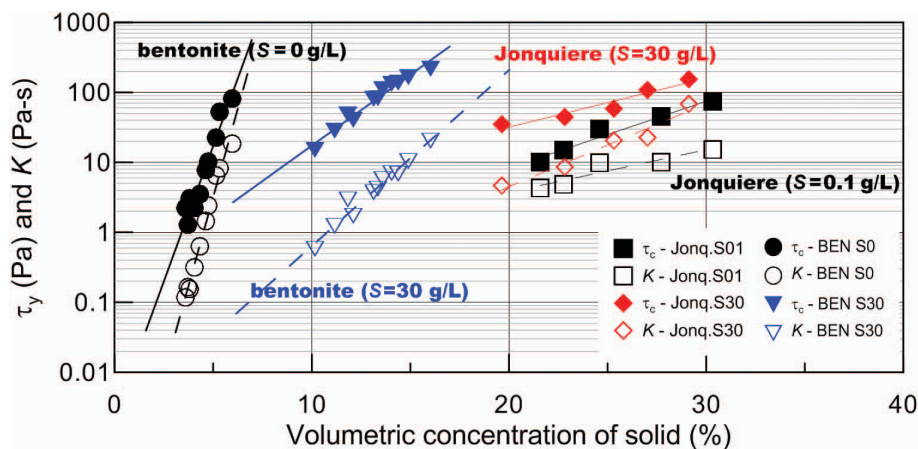 1000
100
10
1
0.1
0.01
τy (Pa) and K (Pa-s)
bentonite (S=0 g/L)
Jonquiere (S=30 g/L)
Jonquiere (S=0.1 g/L)
bentonite (S=30 g/L)
τc - Jonq.S01
K - Jonq.S01
τc - Jonq.S30
K - Jonq.S30
τc - BEN S0
K - BEN S0
τc - BEN S30
K - BEN S30
0 10 20 30 40
Volumetric concentration of solid (%)